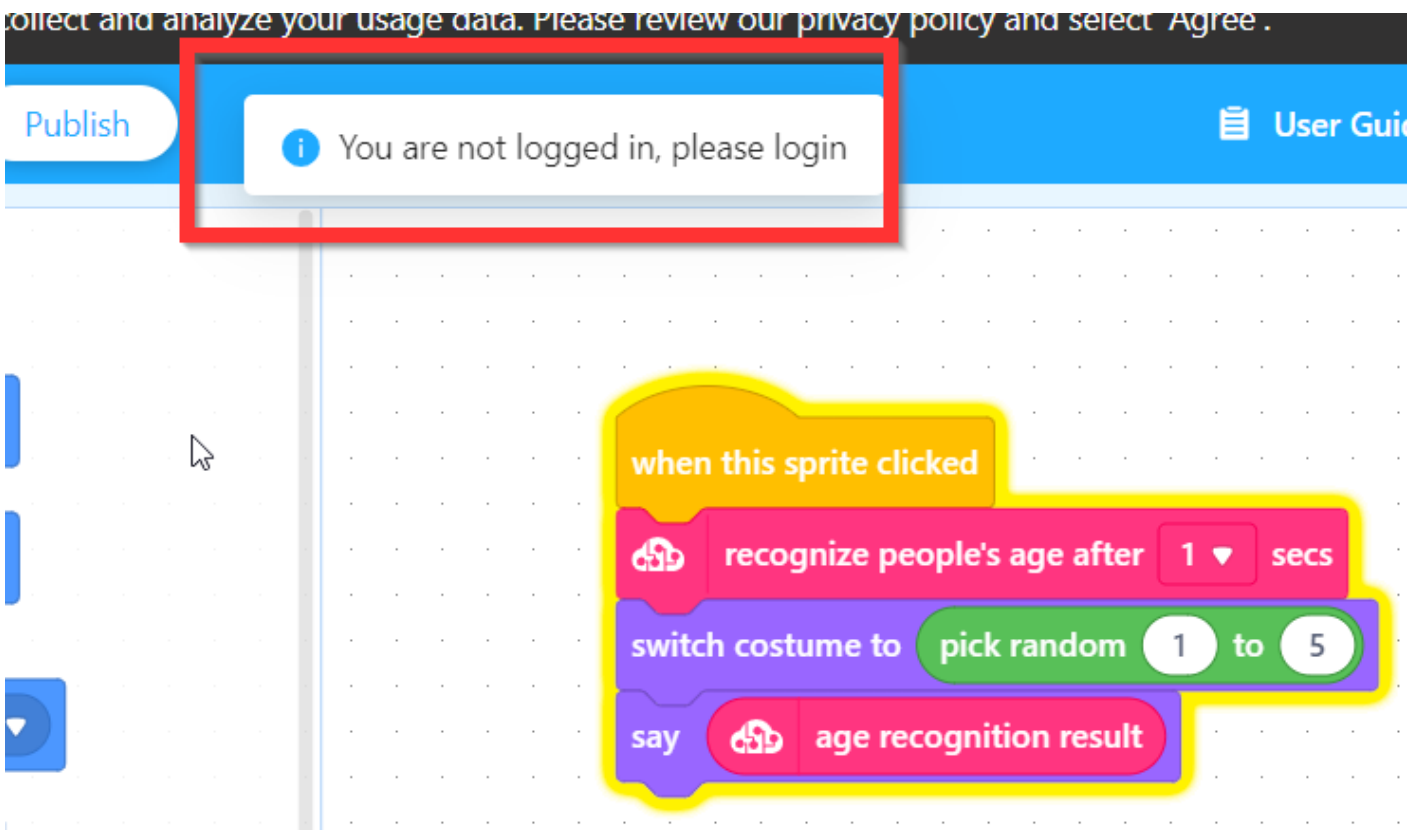 collect and analyze your usage data. Please review our privacy policy and select 'Agree'.
Publish
You are not logged in, please login
User Guid
when this sprite clicked
recognize people's age after 1 secs
switch costume to pick random 1 to 5
say age recognition result